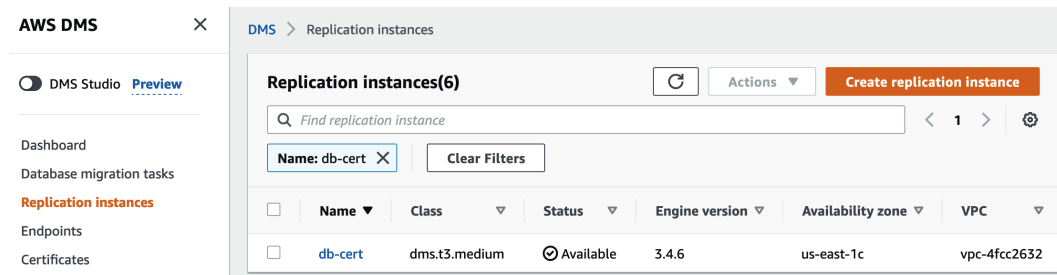 AWS DMS
DMS Studio Preview
Dashboard
Database migration tasks
Replication instances
Endpoints
Certificates
DMS > Replication instances
Replication instances(6)
Actions
Create replication instance
Find replication instance
1
Name: db-cert
Clear Filters
Name Class Status Engine version Availability zone VPC
db-cert dms.t3.medium Available 3.4.6 us-east-1c vpc-4fcc2632